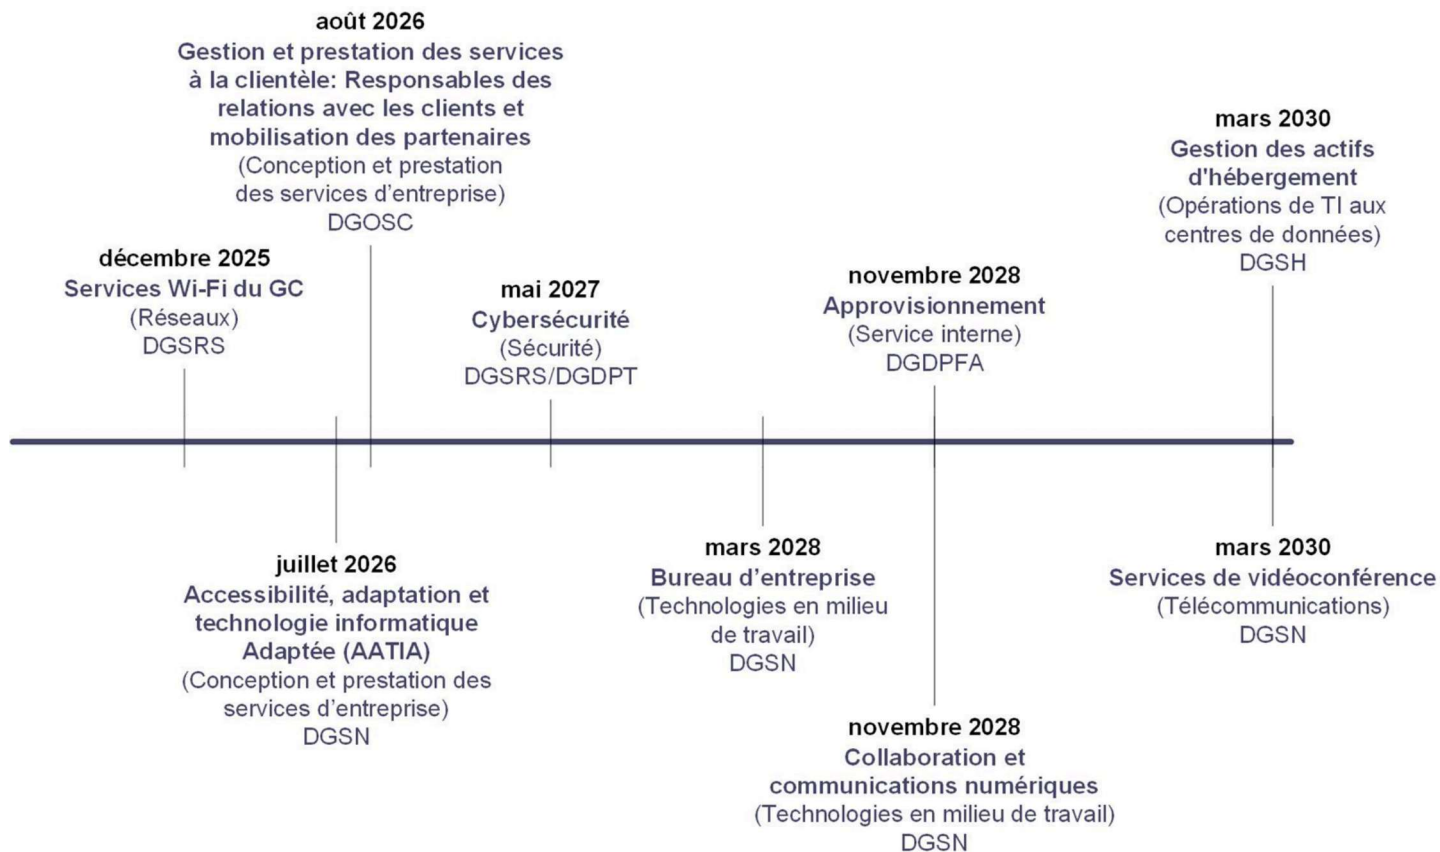 août 2026
Gestion et prestation des services
à la clientèle: Responsables des
relations avec les clients et
mobilisation des partenaires
(Conception et prestation
des services d’entreprise)
DGOSC
décembre 2025
Services Wi-Fi du GC
(Réseaux)
DGSRS
mai 2027
Cybersécurité
(Sécurité)
DGSRS/DGDPT
novembre 2028
Approvisionnement
(Service interne)
DGDPFA
mars 2030
Gestion des actifs
d'hébergement
(Opérations de TI aux
centres de données)
DGSH
juillet 2026
Accessibilité, adaptation et
technologie informatique
Adaptée (AATIA)
(Conception et prestation des
services d’entreprise)
DGSN
mars 2028
Bureau d’entreprise
(Technologies en milieu
de travail)
DGSN
novembre 2028
Collaboration et
communications numériques
(Technologies en milieu de travail)
DGSN
mars 2030
Services de vidéoconférence
(Télécommunications)
DGSN